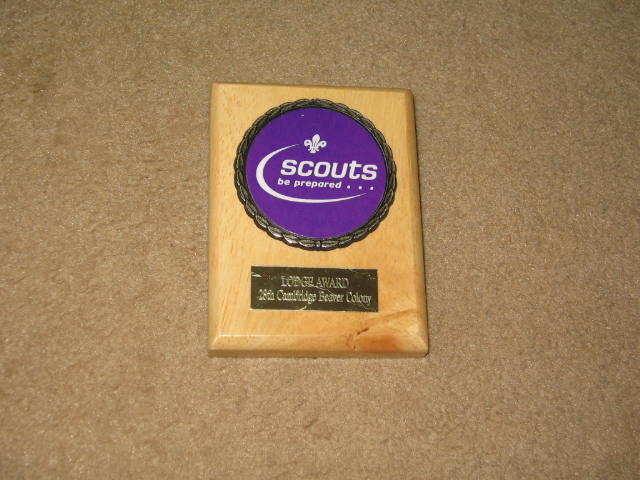 scouts
be prepared...
LODGE AWARD
28th Cambridge Beaver Colony